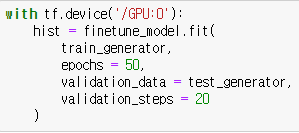 with tf.device('/GPU:0'):
    hist = finetune_model.fit(
        train_generator,
        epochs = 50,
        validation_data = test_generator,
        validation_steps = 20
    )